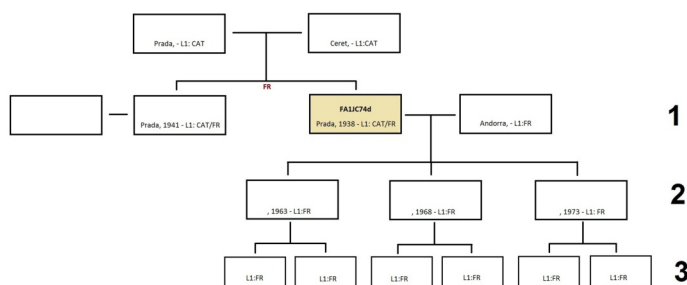 Prada, - L1: CAT
Ceret, - L1:CAT
FR
FA1JC74d
Prada, 1941 - L1: CAT/FR
Prada, 1938 - L1: CAT/FR
Andorra, - L1:FR
1
, 1963 - L1:FR
, 1968 - L1:FR
, 1973 - L1: FR
2
L1:FR
L1:FR
L1:FR
L1:FR
L1:FR
L1:FR
3